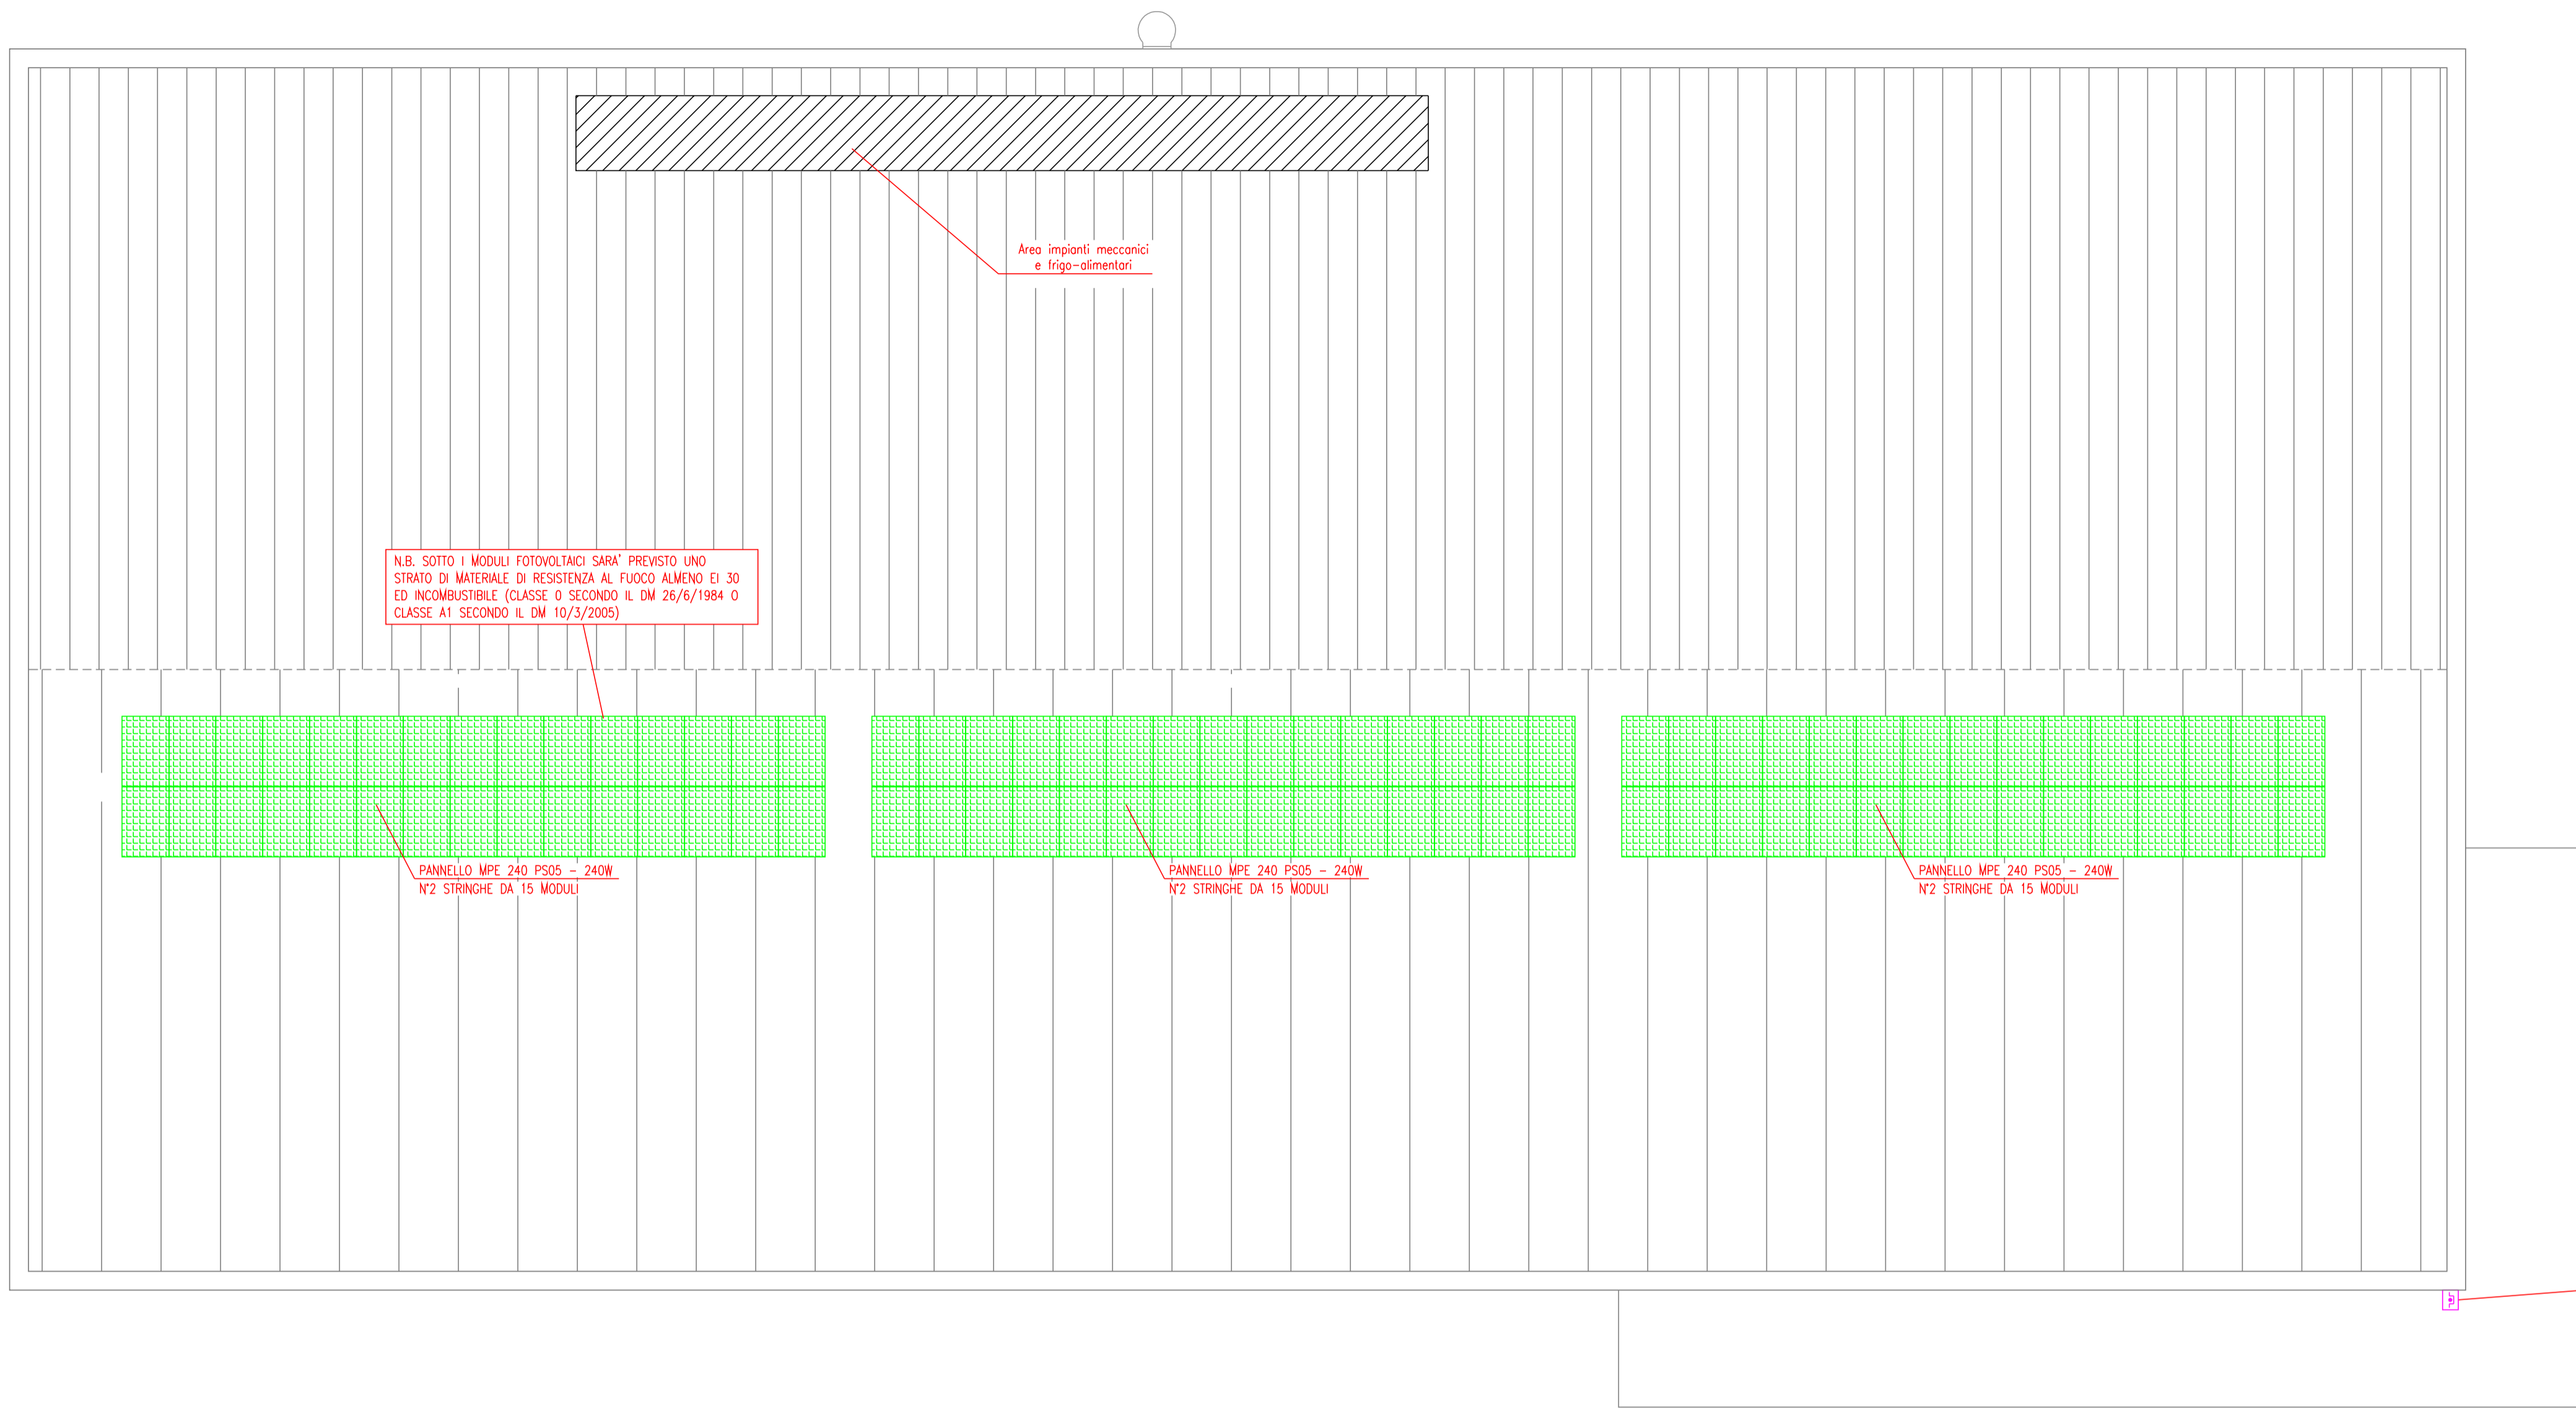 Area impianti meccanici
e frigo-alimentari
N.B. SOTTO I MODULI FOTOVOLTAICI SARA' PREVISTO UNO
STRATO DI MATERIALE DI RESISTENZA AL FUOCO ALMENO EI 30
ED INCOMBUSTIBILE (CLASSE 0 SECONDO IL DM 26/6/1984 O
CLASSE A1 SECONDO IL DM 10/3/2005)
PANNELLO MPE 240 PS05 - 240W
N°2 STRINGHE DA 15 MODULI
PANNELLO MPE 240 PS05 - 240W
N°2 STRINGHE DA 15 MODULI
PANNELLO MPE 240 PS05 - 240W
N°2 STRINGHE DA 15 MODULI